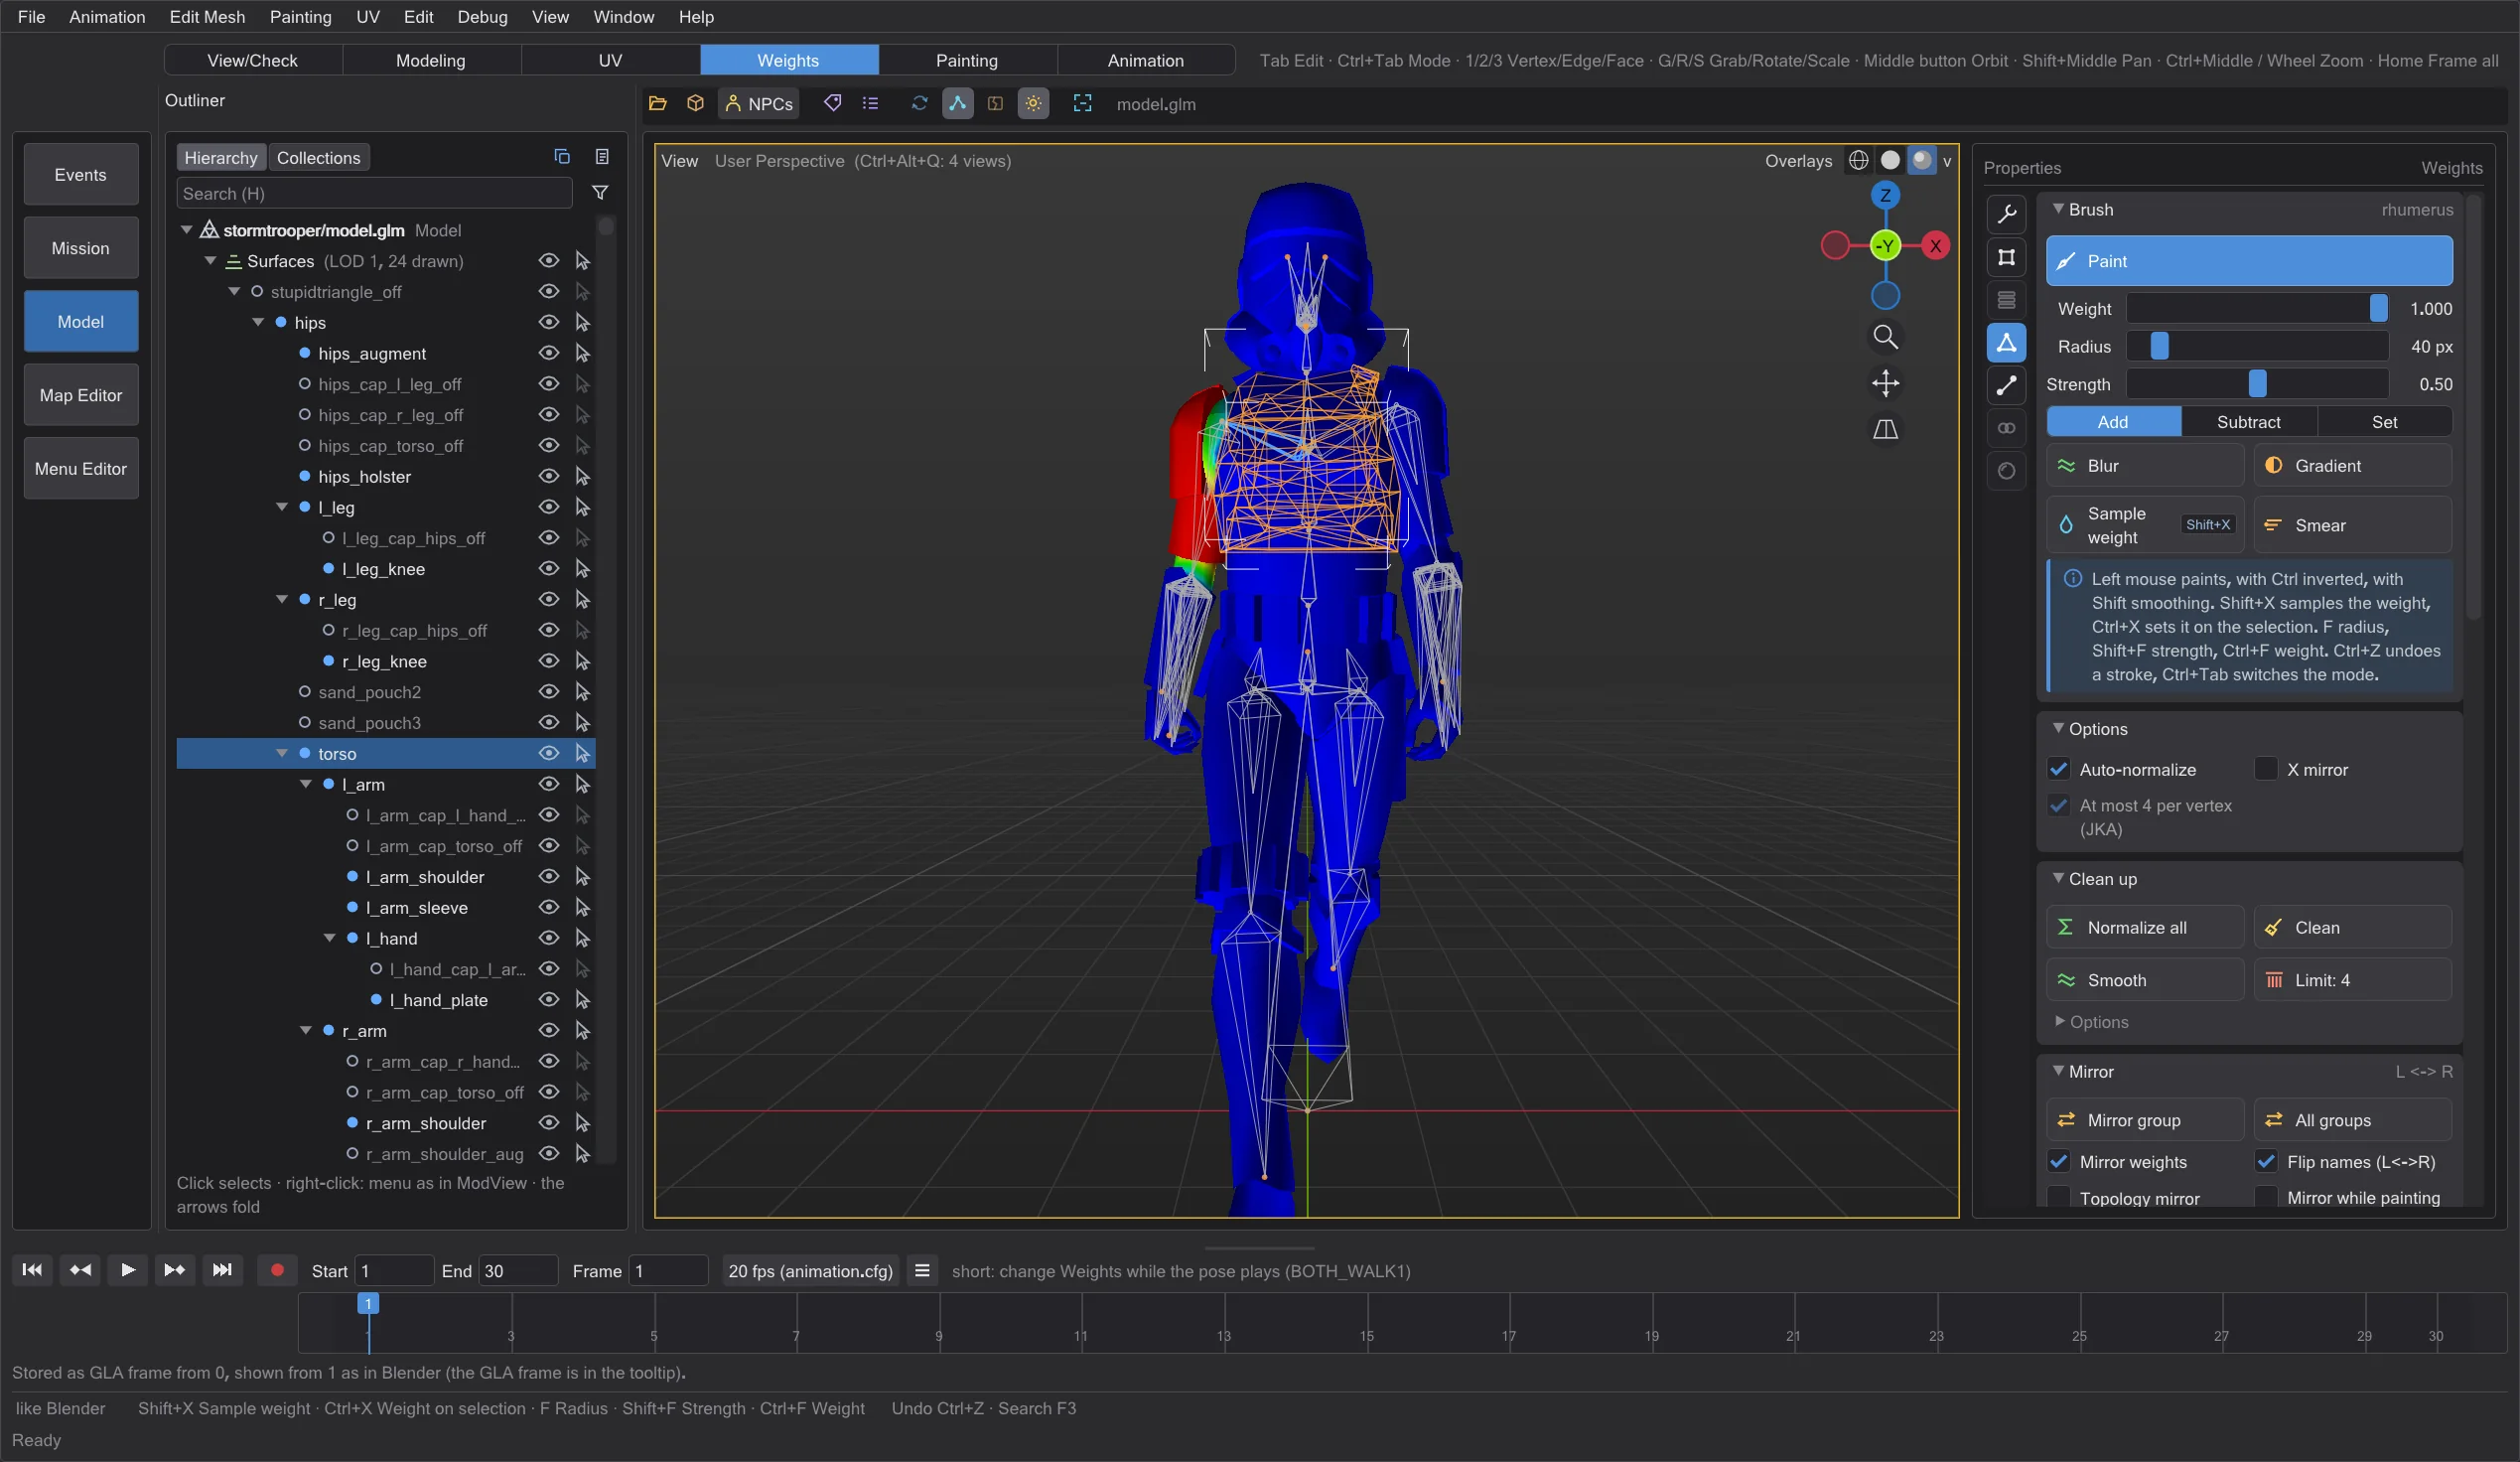 File Animation Edit Mesh Painting UV Edit Debug View Window Help
View/Check Modeling UV Weights Painting Animation
Tab Edit · Ctrl+Tab Mode · 1/2/3 Vertex/Edge/Face · G/R/S Grab/Rotate/Scale · Middle button Orbit · Shift+Middle Pan · Ctrl+Middle / Wheel Zoom · Home Frame all
Events
Mission
Model
Map Editor
Menu Editor
Outliner
Hierarchy Collections
Search (H)
stormtrooper/model.glm Model
Surfaces (LOD 1, 24 drawn)
stupidtriangle_off
hips
hips_augment
hips_cap_l_leg_off
hips_cap_r_leg_off
hips_cap_torso_off
hips_holster
l_leg
l_leg_cap_hips_off
l_leg_knee
r_leg
r_leg_cap_hips_off
r_leg_knee
sand_pouch2
sand_pouch3
torso
l_arm
l_arm_cap_l_hand_...
l_arm_cap_torso_off
l_arm_shoulder
l_arm_sleeve
l_hand
l_hand_cap_l_ar...
l_hand_plate
r_arm
r_arm_cap_r_hand...
r_arm_cap_torso_off
r_arm_shoulder
r_arm_shoulder_aug
Click selects · right-click: menu as in ModView · the
arrows fold
NPCs model.glm
View User Perspective (Ctrl+Alt+Q: 4 views) Overlays v
Z
-Y X
Properties Weights
Brush rhumerus
Paint
Weight 1.000
Radius 40 px
Strength 0.50
Add Subtract Set
Blur Gradient
Sample
weight Shift+X Smear
Left mouse paints, with Ctrl inverted, with
Shift smoothing. Shift+X samples the weight,
Ctrl+X sets it on the selection. F radius,
Shift+F strength, Ctrl+F weight. Ctrl+Z undoes
a stroke, Ctrl+Tab switches the mode.
Options
Auto-normalize X mirror
At most 4 per vertex
(JKA)
Clean up
Normalize all Clean
Smooth Limit: 4
Options
Mirror L <-> R
Mirror group All groups
Mirror weights Flip names (L<->R)
Topology mirror Mirror while painting
Start 1 End 30 Frame 1 20 fps (animation.cfg) short: change Weights while the pose plays (BOTH_WALK1)
1
1 3 5 7 9 11 13 15 17 19 21 23 25 27 29 30
Stored as GLA frame from 0, shown from 1 as in Blender (the GLA frame is in the tooltip).
like Blender Shift+X Sample weight · Ctrl+X Weight on selection · F Radius · Shift+F Strength · Ctrl+F Weight Undo Ctrl+Z · Search F3
Ready